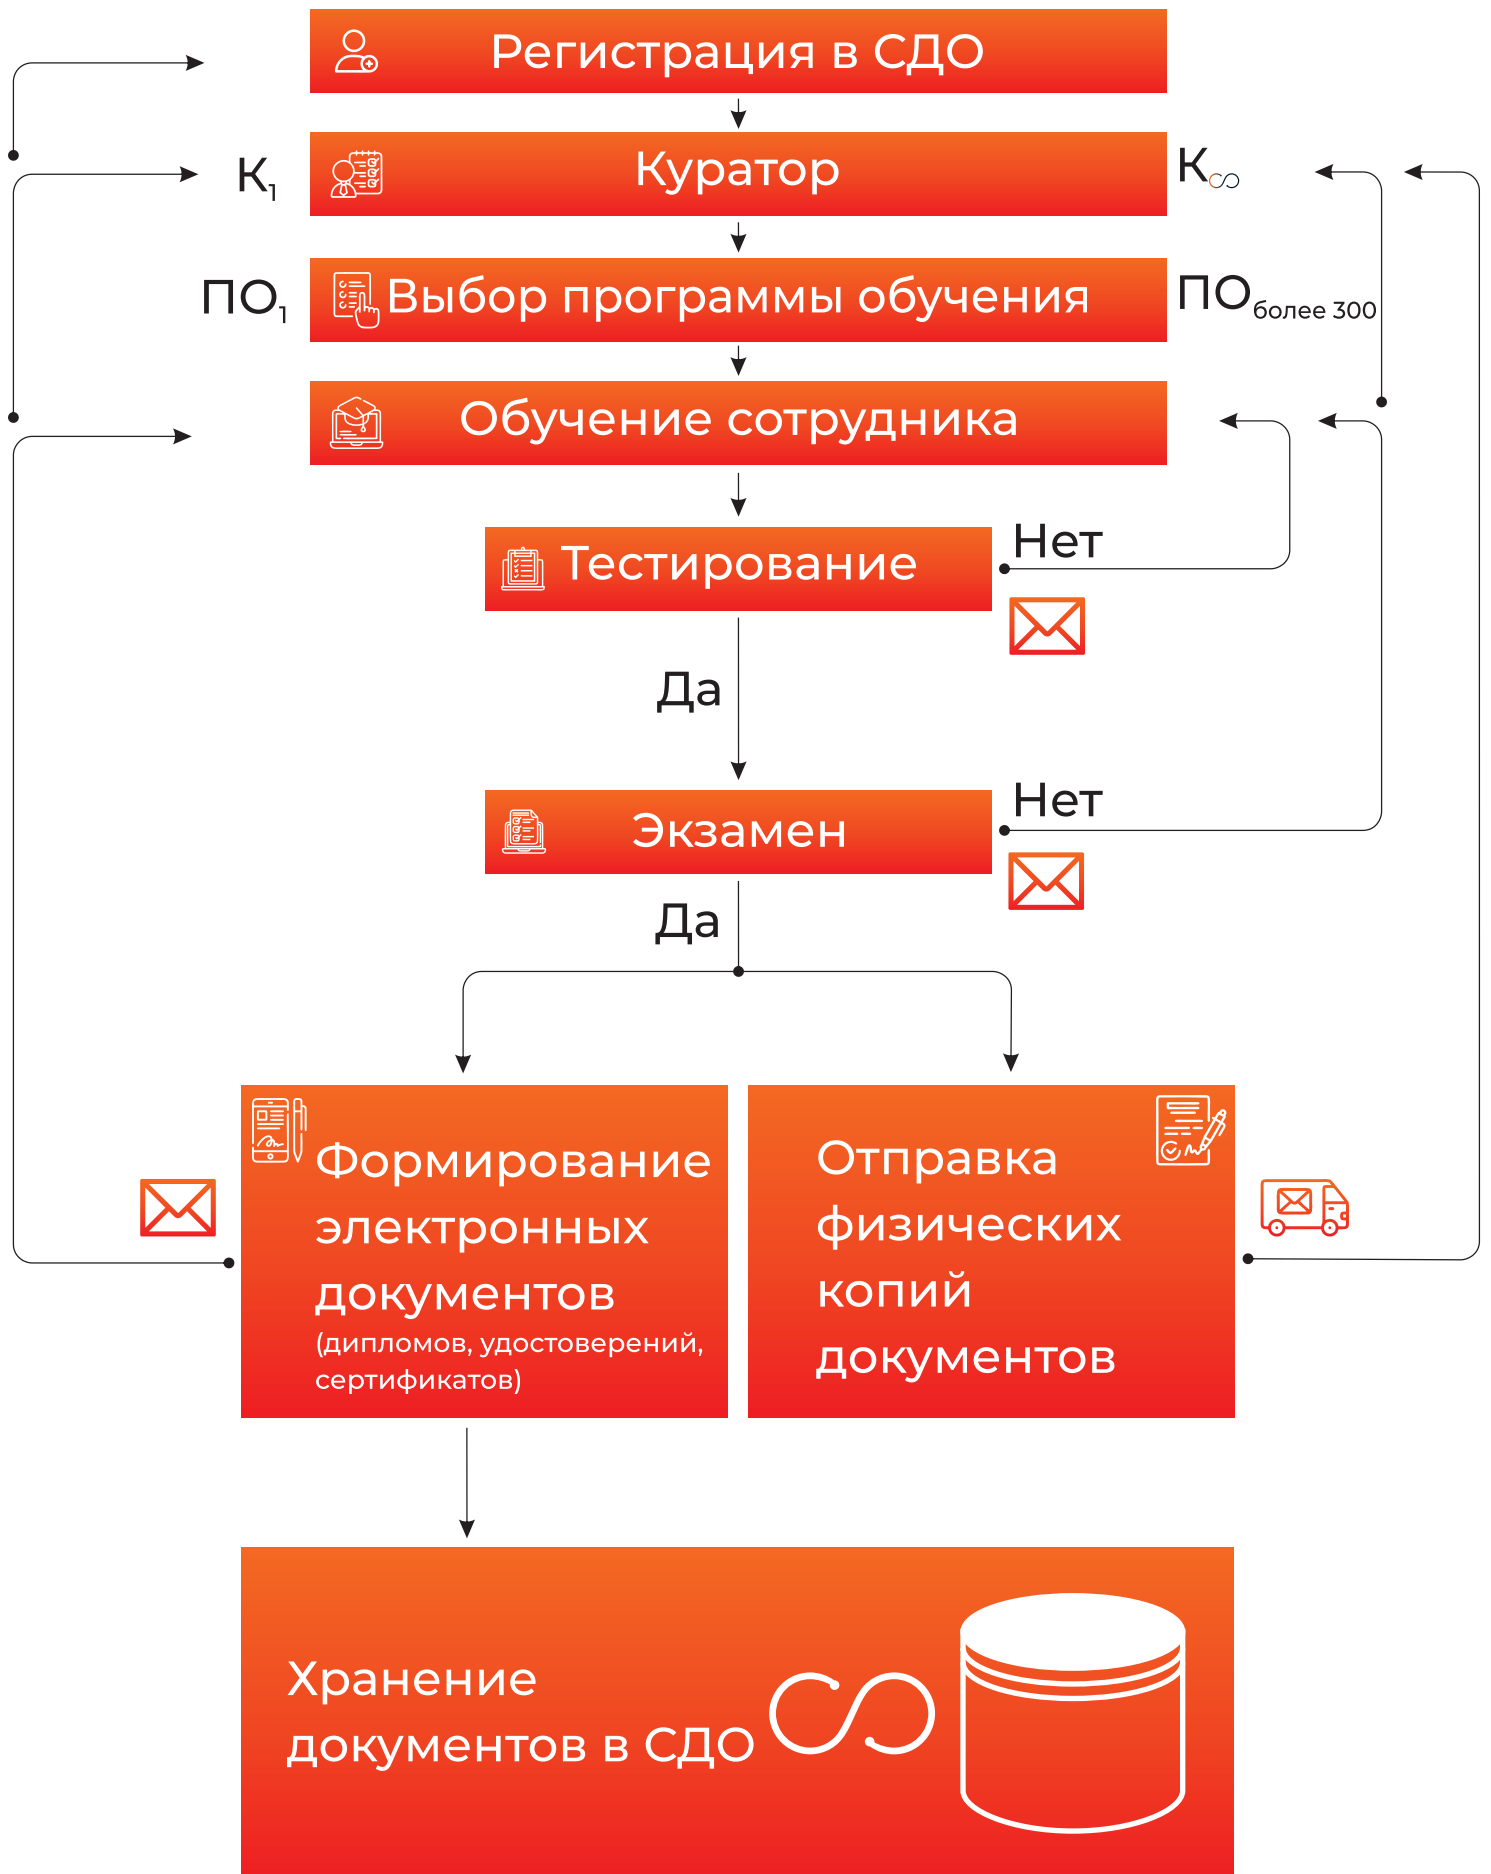 Регистрация в СДО
К1
Куратор
К∞
ПО1
Выбор программы обучения
ПОболее 300
Обучение сотрудника
Тестирование
Нет
Да
Экзамен
Нет
Да
Формирование
электронных
документов
(дипломов, удостоверений,
сертификатов)
Отправка
физических
копий
документов
Хранение
документов в СДО